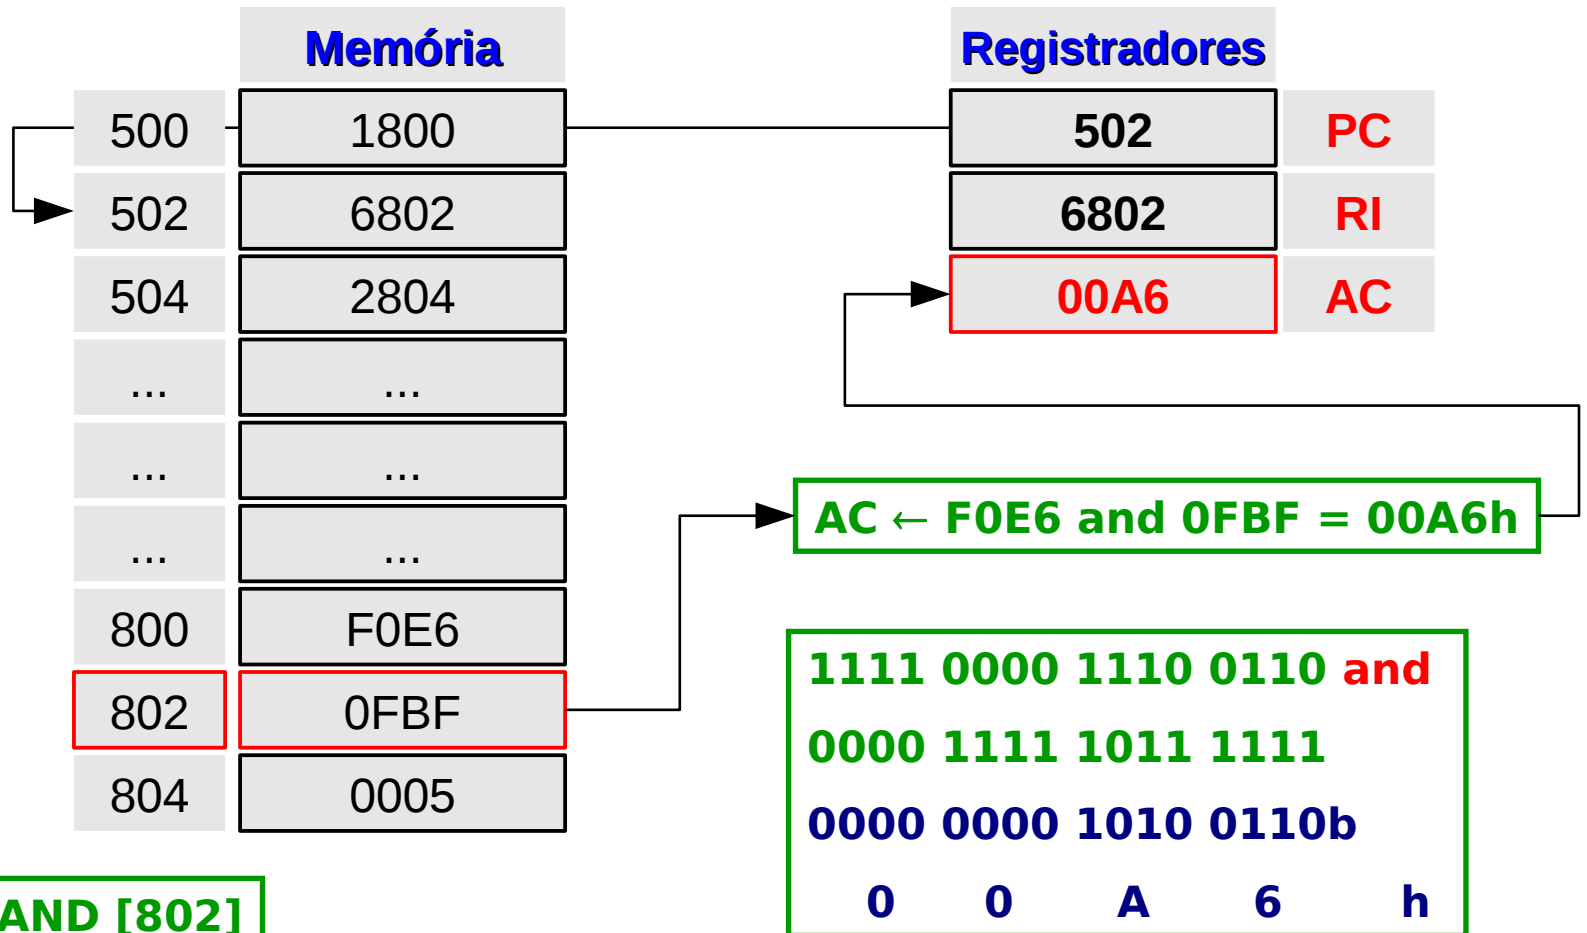 Memória Registradores
500 1800 502 PC
502 6802 6802 RI
504 2804 00A6 AC
... ...
... ...
... ...
AC ← F0E6 and 0FBF = 00A6h
800 F0E6
802 0FBF
804 0005
1111 0000 1110 0110 and
0000 1111 1011 1111
0000 0000 1010 0110b
0 0 A 6 h
AND [802]